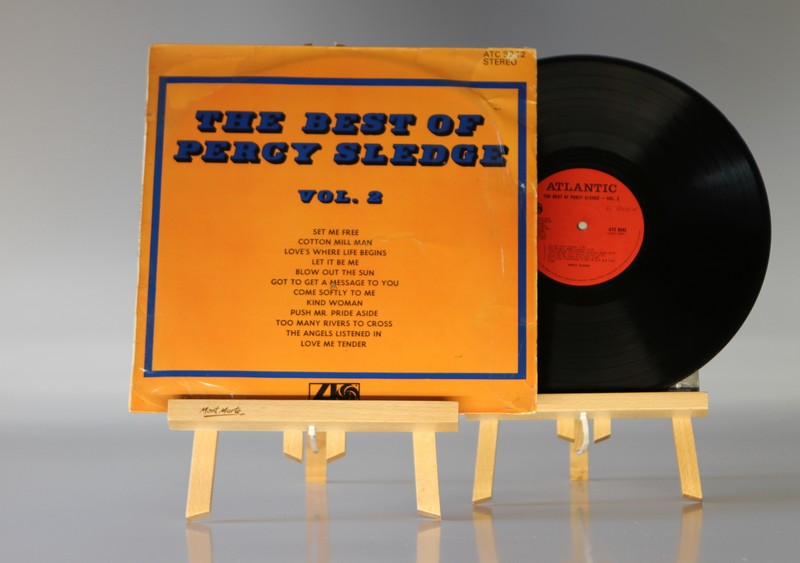 STEREO
THE BEST OF
PERCY SLEDGE
VOL. 2
SET ME FREE
COTTON MILL MAN
LOVE'S WHERE LIFE BEGINS
LET IT BE ME
BLOW OUT THE SUN
GOT TO GET A MESSAGE TO YOU
COME SOFTLY TO ME
KIND WOMAN
PUSH MR. PRIDE ASIDE
TOO MANY RIVERS TO CROSS
THE ANGELS LISTENED IN
LOVE ME TENDER
Mont Marte
ATLANTIC
THE BEST OF PERCY SLEDGE - VOL. 2